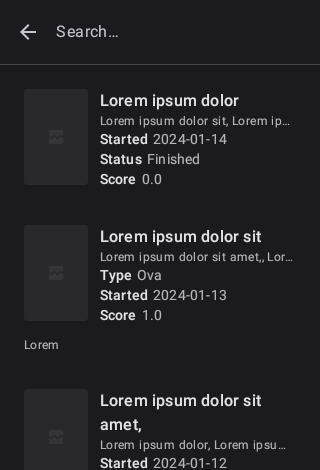 Search...
Lorem ipsum dolor
Lorem ipsum dolor sit, Lorem ip...
Started 2024-01-14
Status Finished
Score 0.0
Lorem ipsum dolor sit
Lorem ipsum dolor sit amet,, Lor...
Type Ova
Started 2024-01-13
Score 1.0
Lorem
Lorem ipsum dolor sit
amet,
Lorem ipsum dolor, Lorem ipsu...
Started 2024-01-12